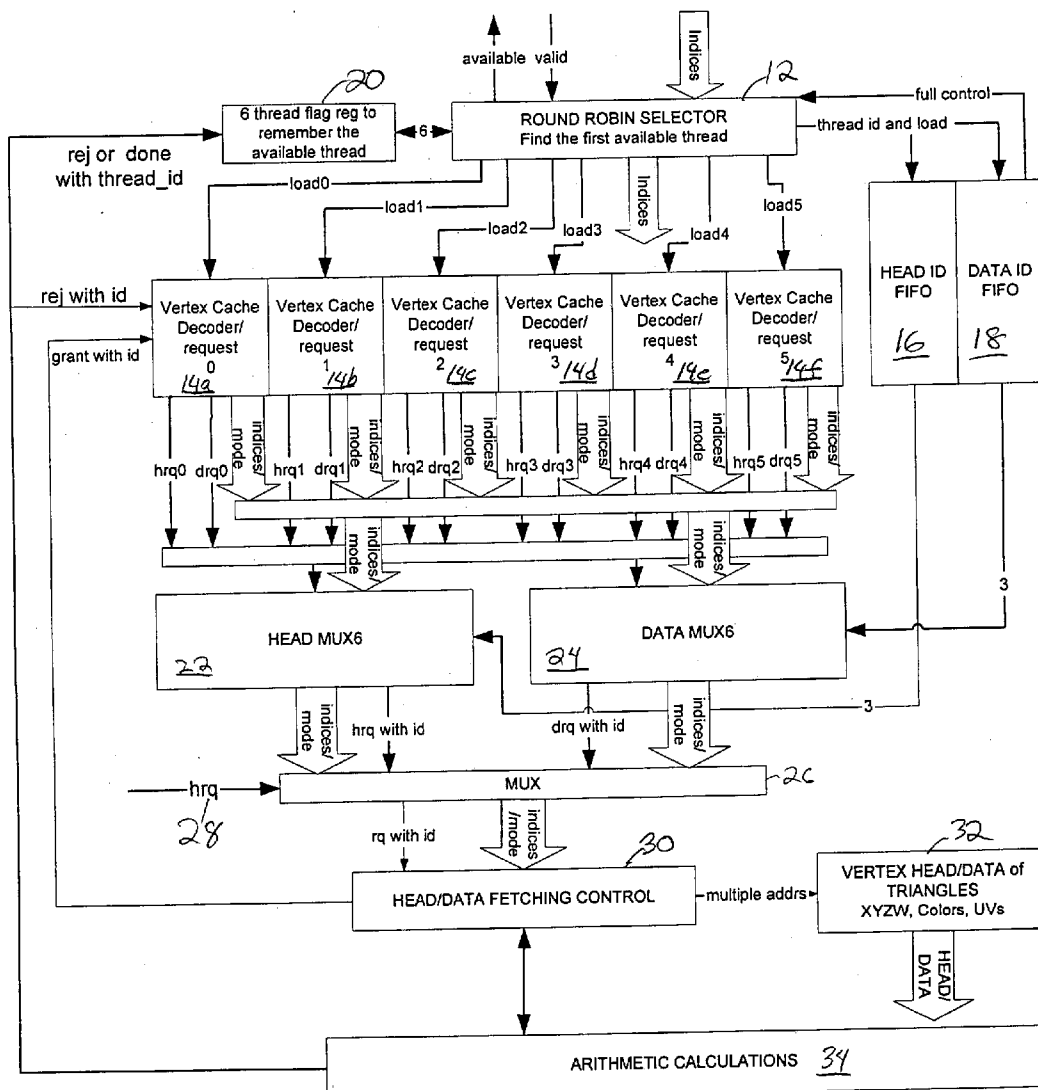 available valid
Indices
20
12
6 thread flag reg to
remember the
available thread
6
ROUND ROBIN SELECTOR
Find the first available thread
full control
thread id and load
rej or done
with thread_id
load0
load1
load2
load3
Indices
load4
load5
HEAD ID
FIFO
16
DATA ID
FIFO
18
rej with id
grant with id
Vertex Cache
Decoder/
request
0
14a
Vertex Cache
Decoder/
request
1
14b
Vertex Cache
Decoder/
request
2
14c
Vertex Cache
Decoder/
request
3
14d
Vertex Cache
Decoder/
request
4
14e
Vertex Cache
Decoder/
request
5
14f
hrq0
drq0
indices/
mode
hrq1
drq1
indices/
mode
hrq2
drq2
indices/
mode
hrq3
drq3
indices/
mode
hrq4
drq4
indices/
mode
hrq5
drq5
indices/
mode
indices/
mode
indices/
mode
3
HEAD MUX6
22
DATA MUX6
24
indices/
mode
hrq with id
drq with id
indices/
mode
3
hrq
28
MUX
26
rq with id
indices
/mode
30
HEAD/DATA FETCHING CONTROL
multiple addrs
32
VERTEX HEAD/DATA of
TRIANGLES
XYZW, Colors, UVs
HEAD/
DATA
ARITHMETIC CALCULATIONS 34